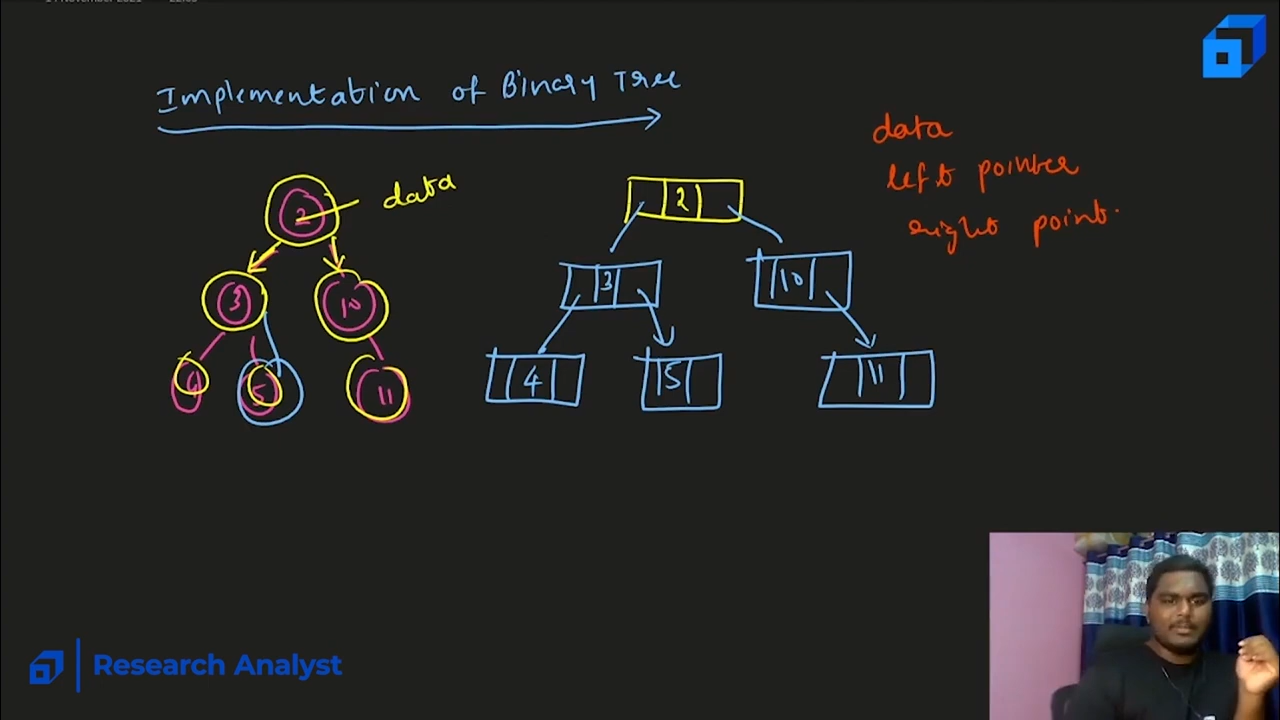 Implementation of Binary Tree
data
left pointer
right point.
data
2
2
3
10
3
10
4
5
11
4
5
11
Research Analyst